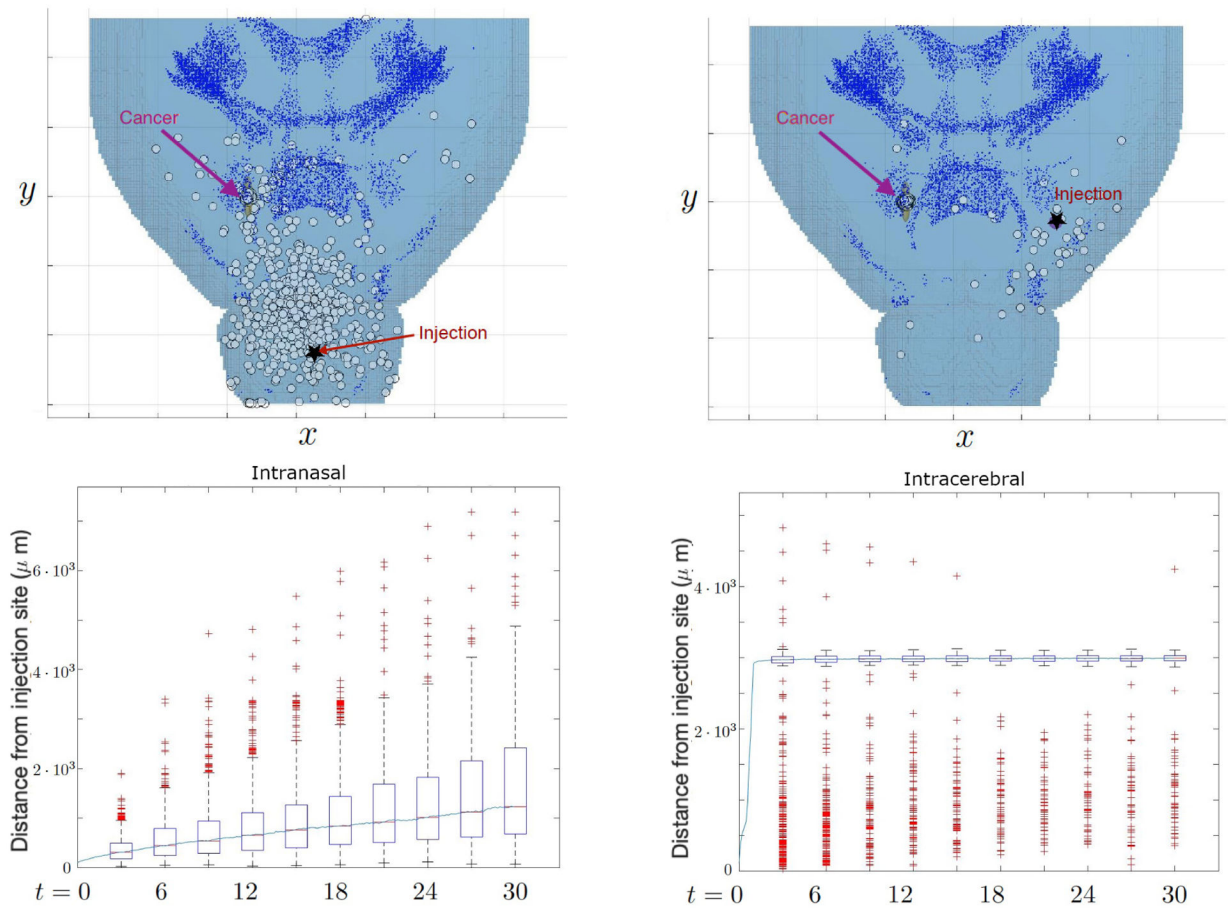 Cancer
Injection
y
x
Cancer
Injection
y
x
Intranasal
Distance from injection site (μ m)
6 · 10³
4 · 10³
2 · 10³
0
t = 0 6 12 18 24 30
Intracerebral
Distance from injection site (μ m)
4 · 10³
2 · 10³
0
t = 0 6 12 18 24 30